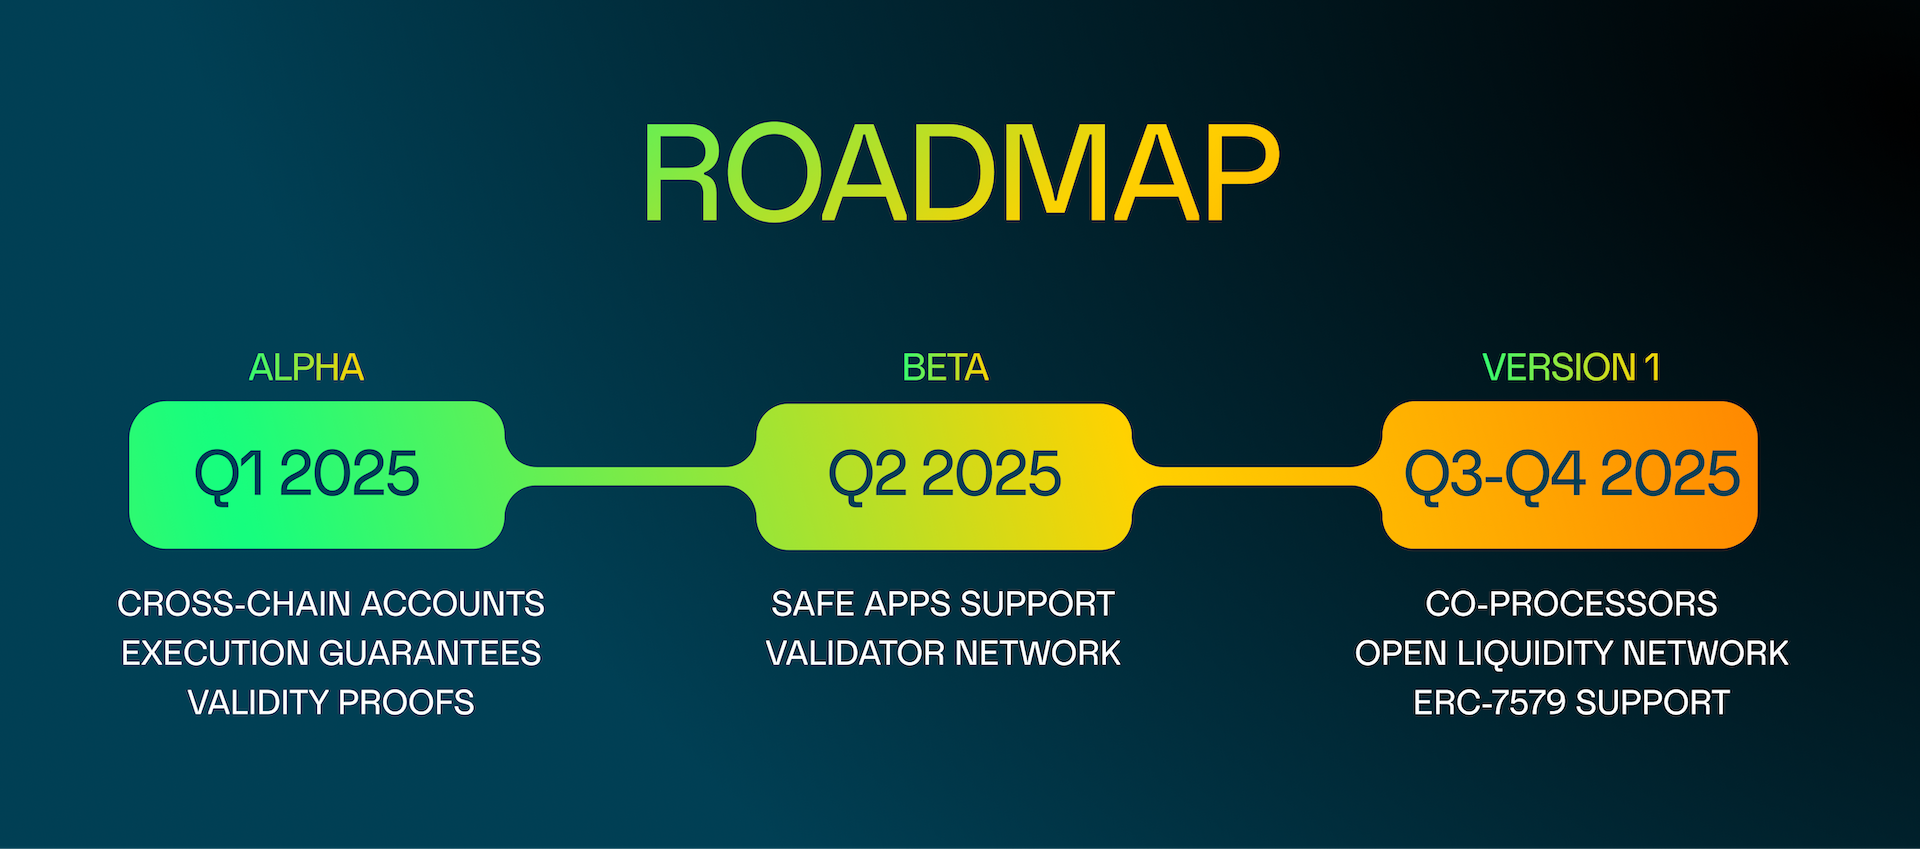 ROADMAP
ALPHA
Q1 2025
CROSS-CHAIN ACCOUNTS
EXECUTION GUARANTEES
VALIDITY PROOFS
BETA
Q2 2025
SAFE APPS SUPPORT
VALIDATOR NETWORK
VERSION 1
Q3-Q4 2025
CO-PROCESSORS
OPEN LIQUIDITY NETWORK
ERC-7579 SUPPORT